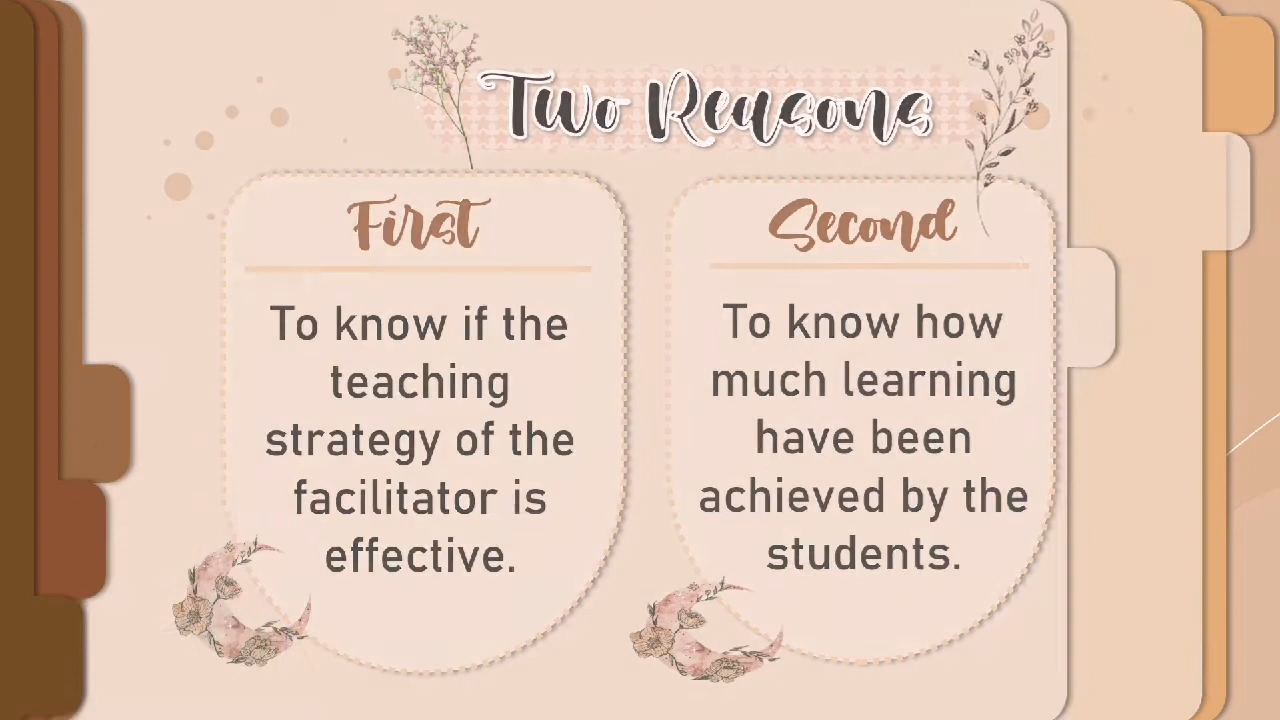 Two Reasons
First
To know if the
teaching
strategy of the
facilitator is
effective.
Second
To know how
much learning
have been
achieved by the
students.